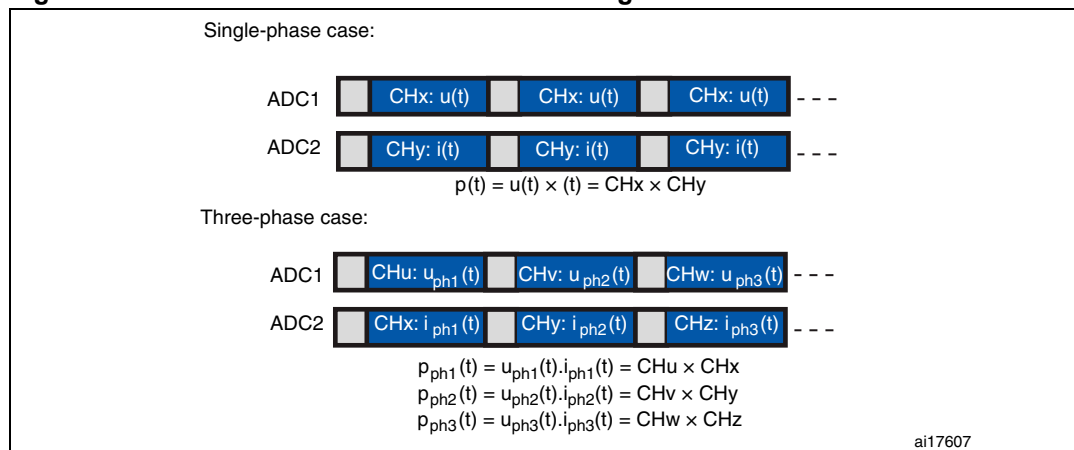 Single-phase case:
ADC1 CHx: u(t) CHx: u(t) CHx: u(t)
ADC2 CHy: i(t) CHy: i(t) CHy: i(t)
p(t) = u(t) × (t) = CHx × CHy
Three-phase case:
ADC1 CHu: uph1(t) CHv: uph2(t) CHw: uph3(t)
ADC2 CHx: iph1(t) CHy: iph2(t) CHz: iph3(t)
pph1(t) = uph1(t).iph1(t) = CHu × CHx
pph2(t) = uph2(t).iph2(t) = CHv × CHy
pph3(t) = uph3(t).iph3(t) = CHw × CHz
ai17607